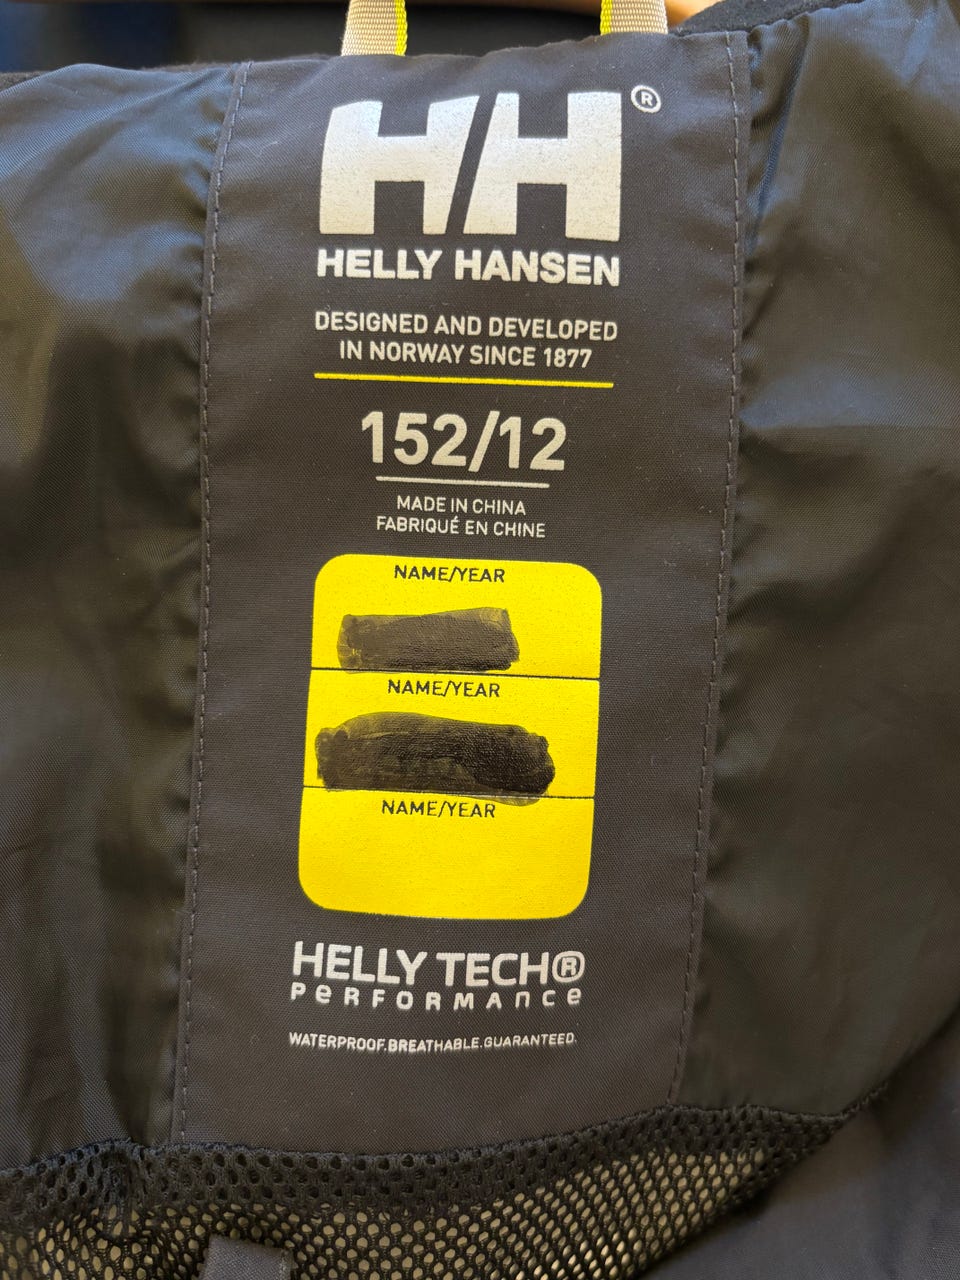 HH®
HELLY HANSEN
DESIGNED AND DEVELOPED
IN NORWAY SINCE 1877
152/12
MADE IN CHINA
FABRIQUÉ EN CHINE
NAME/YEAR
NAME/YEAR
NAME/YEAR
HELLY TECH®
PeRFORMAnce
WATERPROOF.BREATHABLE.GUARANTEED.